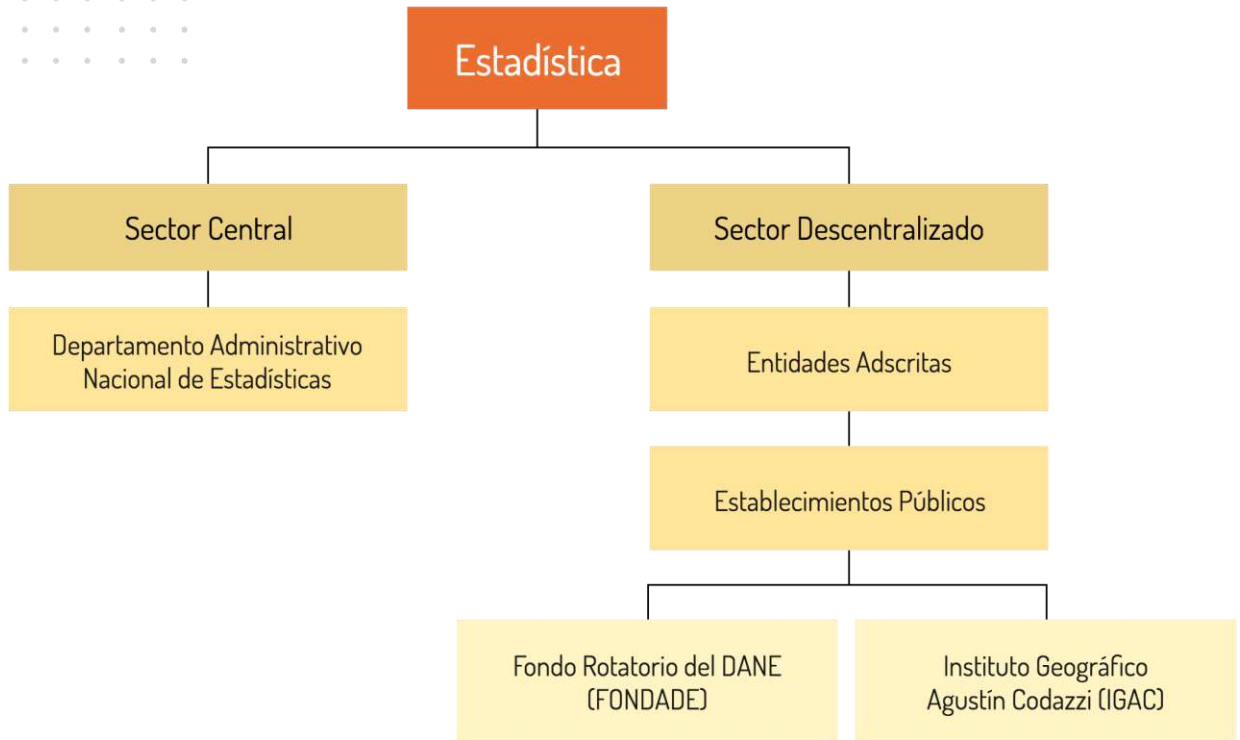 Estadística
Sector Central
Sector Descentralizado
Departamento Administrativo
Nacional de Estadísticas
Entidades Adscritas
Establecimientos Públicos
Fondo Rotatorio del DANE
(FONDADE)
Instituto Geográfico
Agustín Codazzi (IGAC)